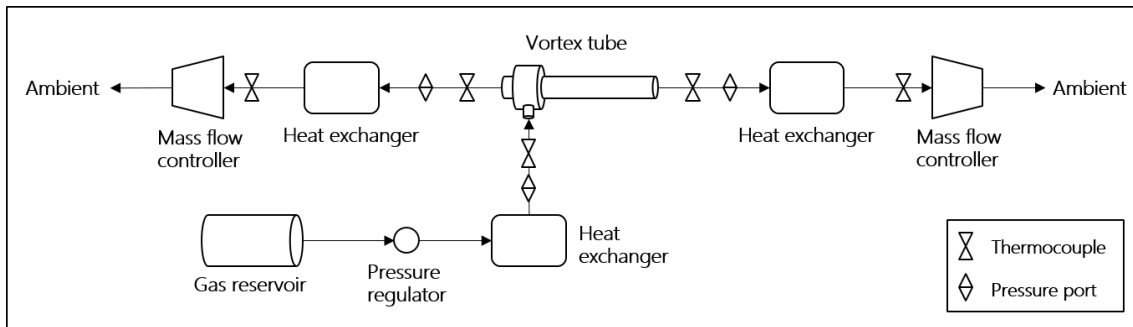 Vortex tube
Ambient
Ambient
Mass flow
controller
Heat exchanger
Heat exchanger
Mass flow
controller
Gas reservoir
Pressure
regulator
Heat
exchanger
Thermocouple
Pressure port